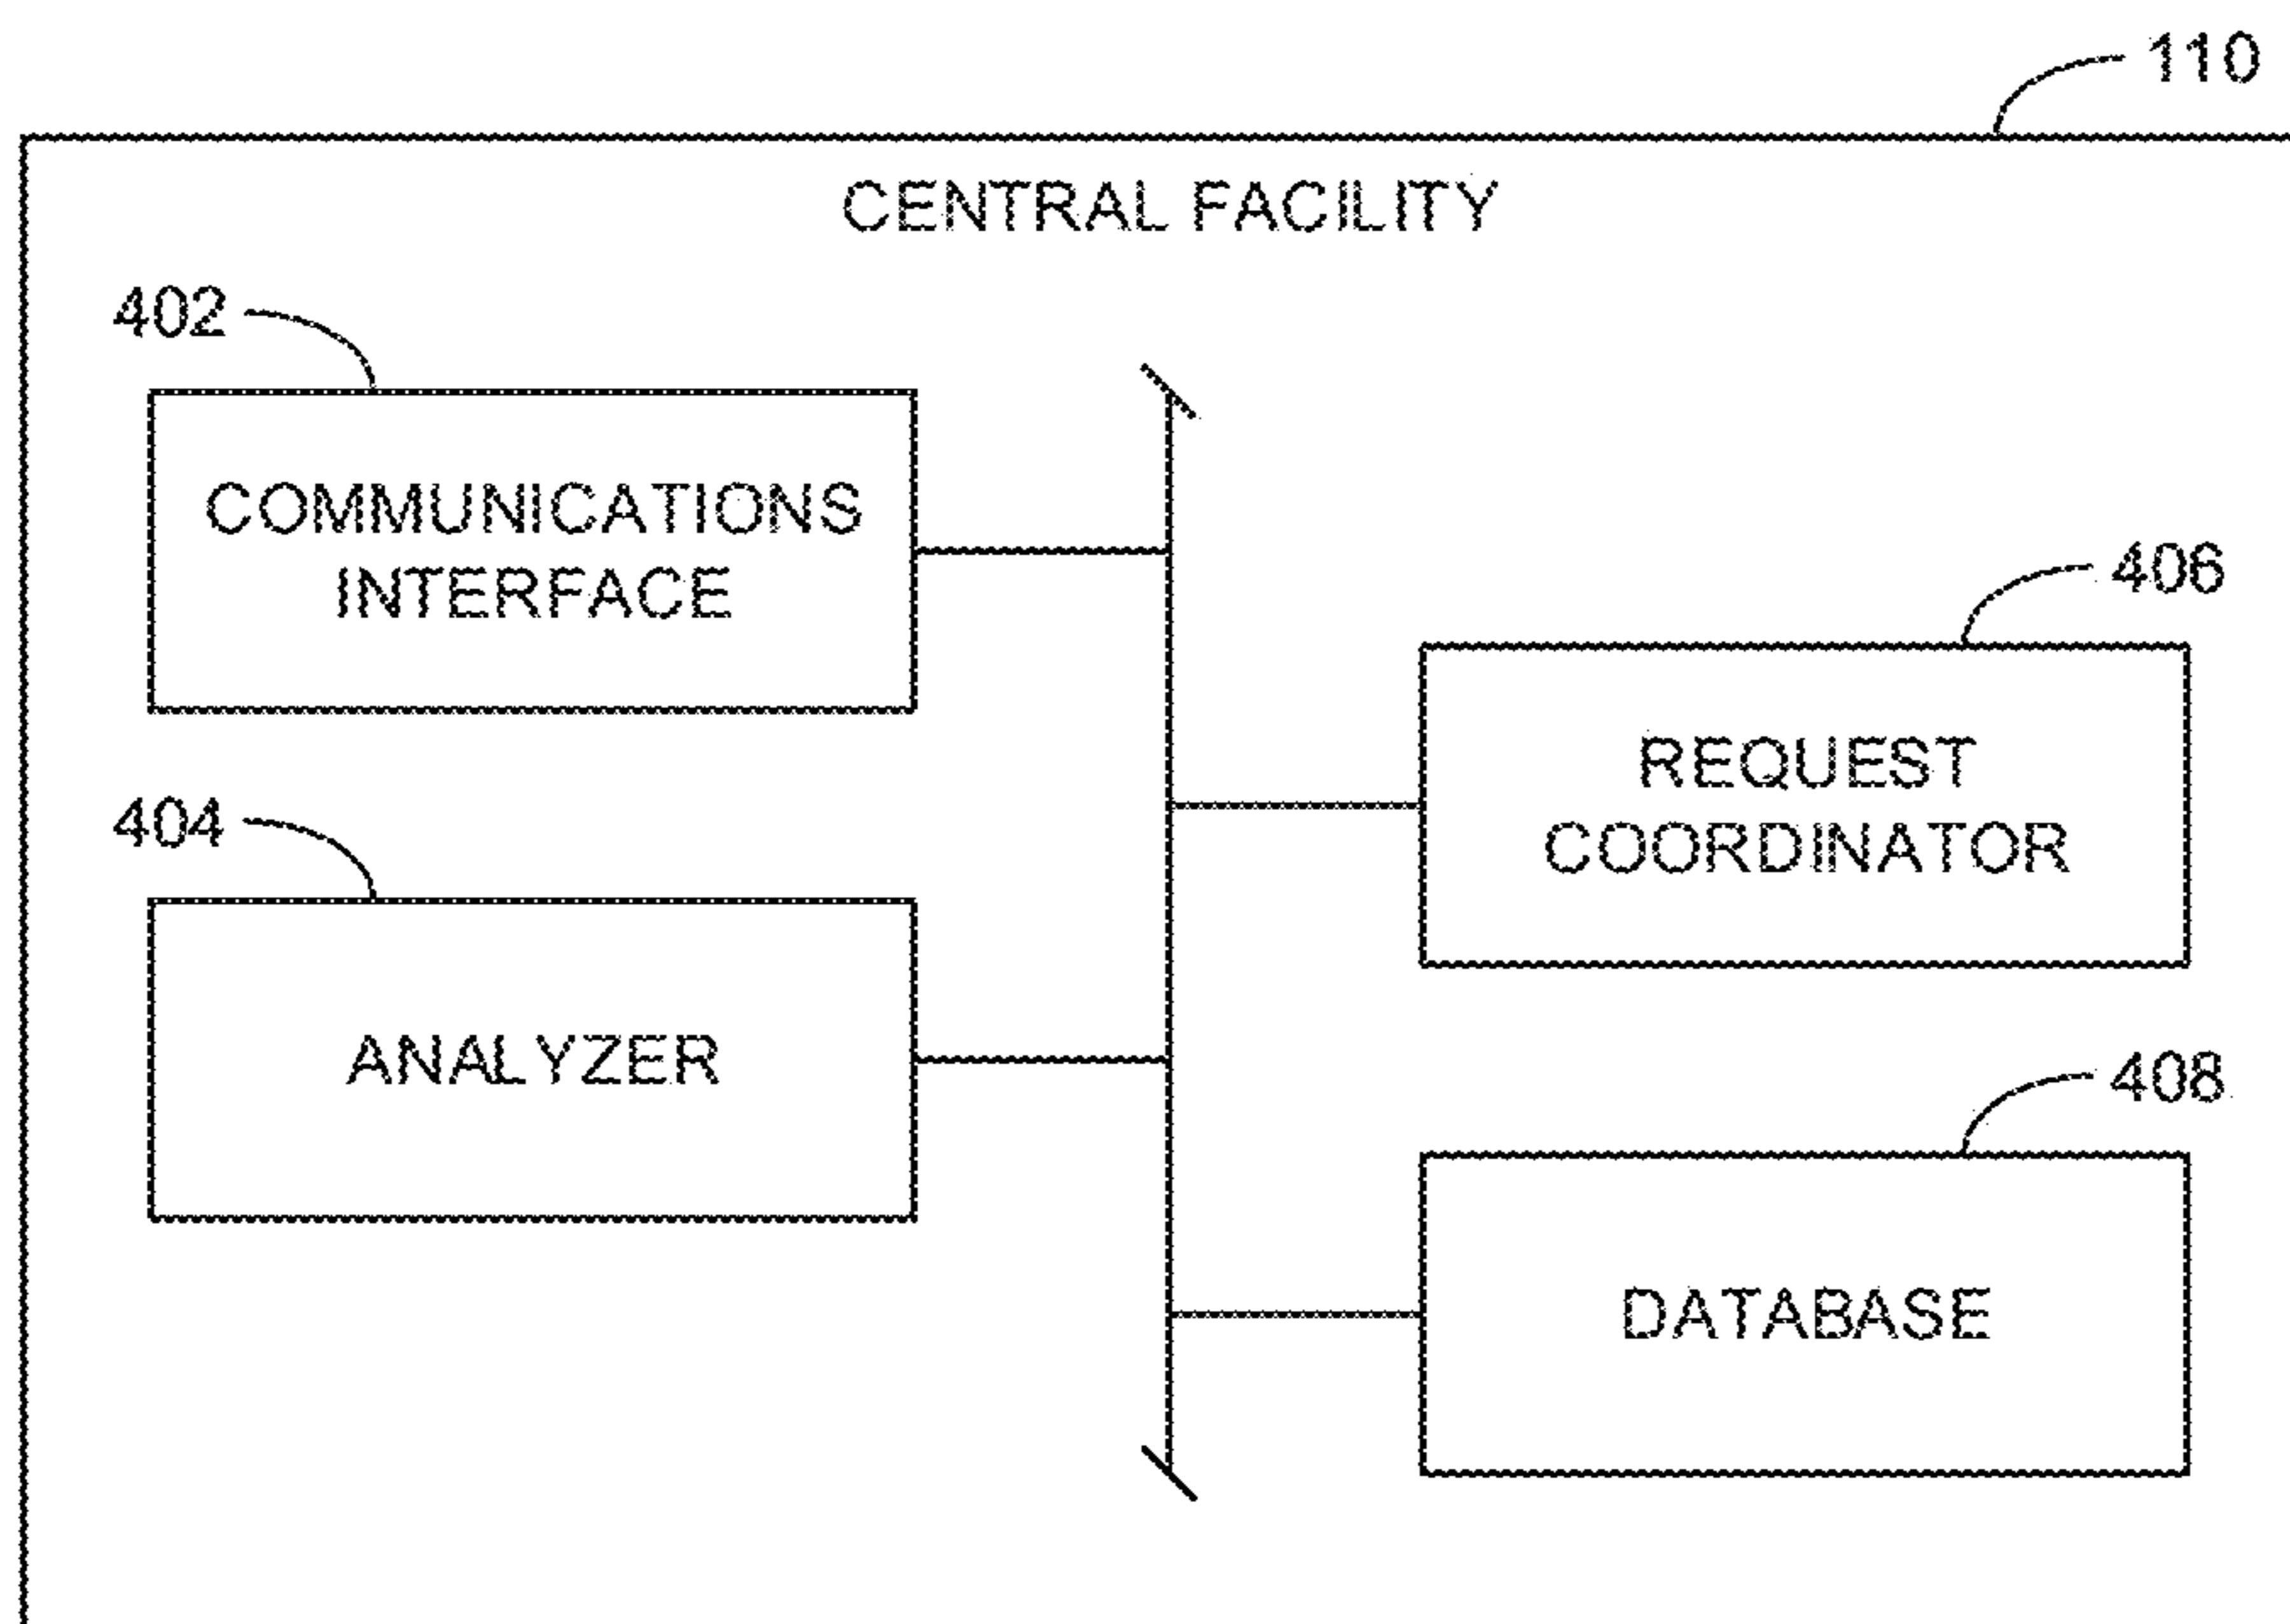 110
CENTRAL FACILITY
402
COMMUNICATIONS
INTERFACE
406
REQUEST
COORDINATOR
404
ANALYZER
408
DATABASE